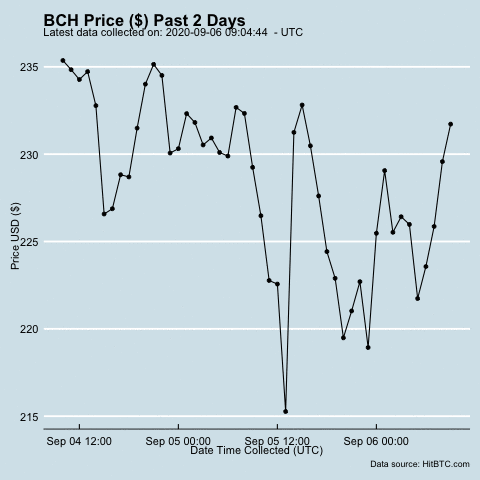 BCH Price ($) Past 2 Days
Latest data collected on: 2020-09-06 09:04:44 - UTC
235
230
225
220
215
Price USD ($)
Sep 04 12:00 Sep 05 00:00 Sep 05 12:00 Sep 06 00:00
Date Time Collected (UTC)
Data source: HitBTC.com